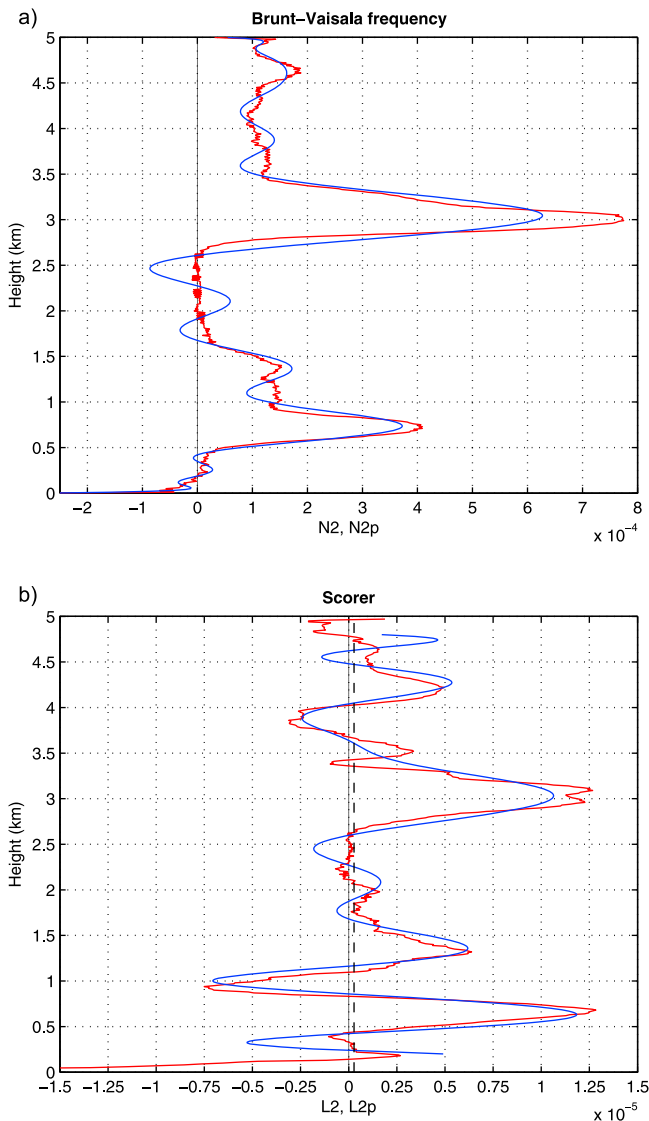 a)
Brunt–Vaisala frequency
5
4.5
4
3.5
3
2.5
2
1.5
1
0.5
0
Height (km)
−2 −1 0 1 2 3 4 5 6 7 8
N2, N2p
x 10⁻⁴
b)
Scorer
5
4.5
4
3.5
3
2.5
2
1.5
1
0.5
0
Height (km)
−1.5 −1.25 −1 −0.75 −0.5 −0.25 0 0.25 0.5 0.75 1 1.25 1.5
L2, L2p
x 10⁻⁵